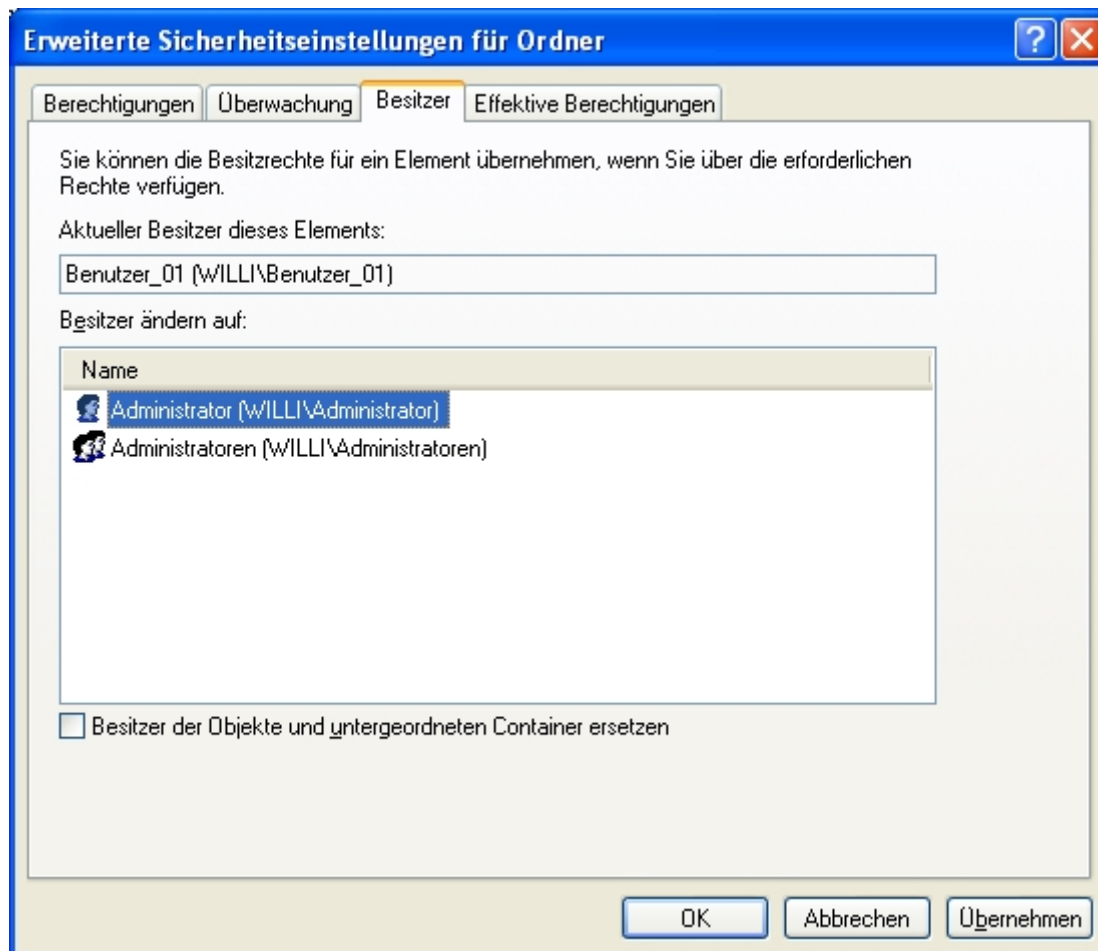 Erweiterte Sicherheitseinstellungen für Ordner
Berechtigungen Überwachung Besitzer Effektive Berechtigungen
Sie können die Besitzrechte für ein Element übernehmen, wenn Sie über die erforderlichen
Rechte verfügen.
Aktueller Besitzer dieses Elements:
Benutzer_01 (WILLI\Benutzer_01)
Besitzer ändern auf:
Name
Administrator (WILLI\Administrator)
Administratoren (WILLI\Administratoren)
Besitzer der Objekte und untergeordneten Container ersetzen
OK Abbrechen Übernehmen